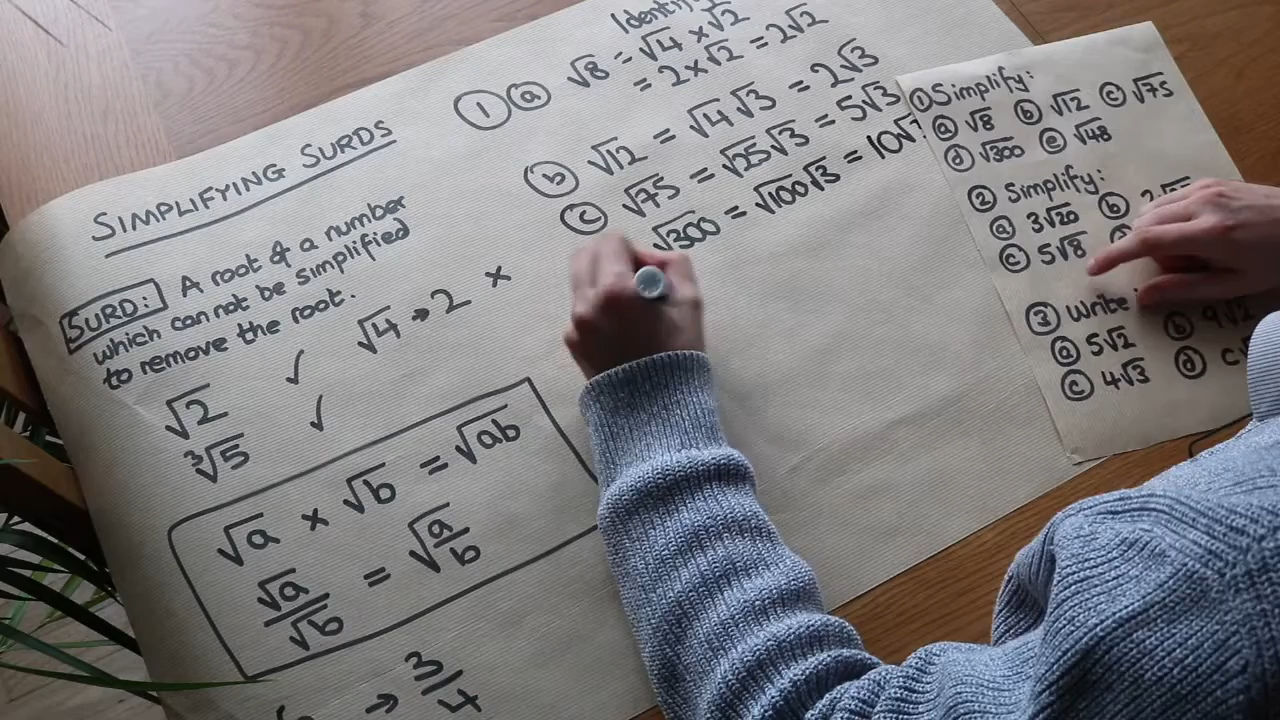 SIMPLIFYING SURDS
SURD: A root of a number
which can not be simplified
to remove the root.
√2 ✓ √4 → 2 ×
∛5 ✓
√a × √b = √ab
√a/√b = √(a/b)
→ 3/4
① ⓐ √8 = √4 × √2
= 2×√2 = 2√2
ⓑ √12 = √4√3 = 2√3
ⓒ √75 = √25√3 = 5√3
√300 = √100√3 = 10√
① Simplify:
ⓐ √8 ⓑ √12 ⓒ √75
ⓓ √300 ⓔ √48
② Simplify:
ⓐ 3√20 ⓑ
ⓒ 5√8
③ Write
ⓐ 5√2 ⓑ 9√2
ⓒ 4√3 ⓓ